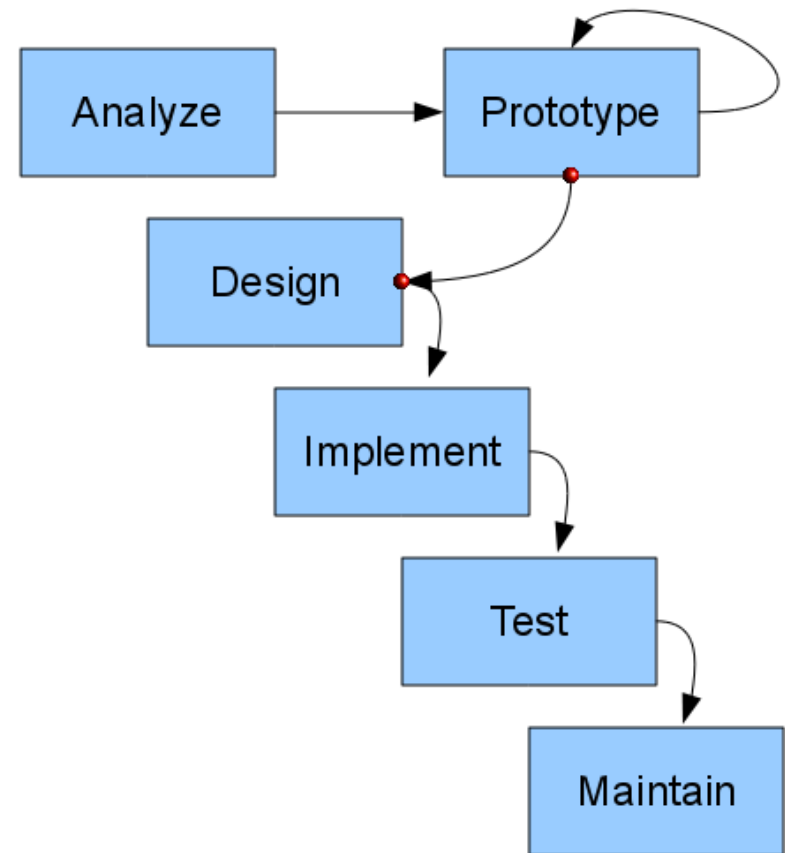 Analyze
Prototype
Design
Implement
Test
Maintain